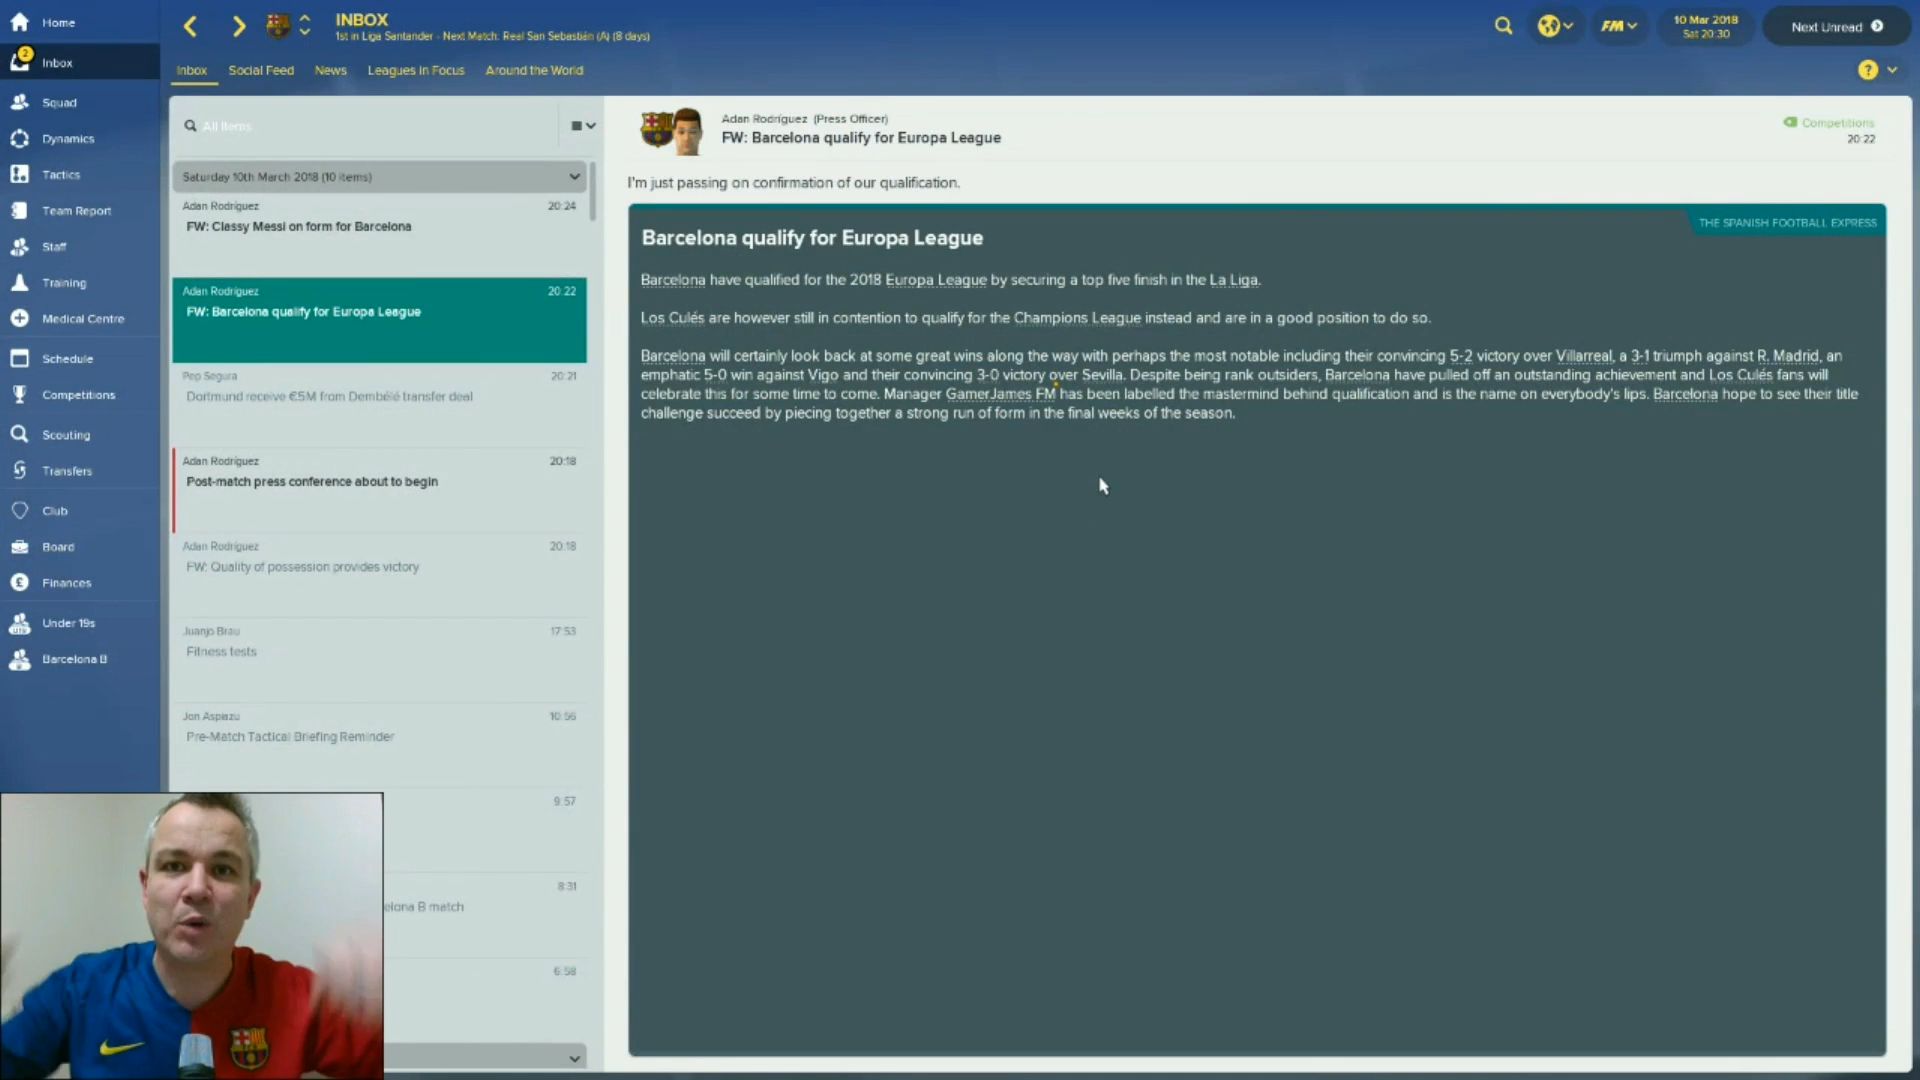 Home
INBOX
1st in Liga Santander - Next Match: Real San Sebastián (A) (8 days)
FM
10 Mar 2018
Sat 20:30
Next Unread
2
Inbox
Inbox
Social Feed
News
Leagues in Focus
Around the World
?
Squad
Dynamics
Tactics
Team Report
Staff
Training
Medical Centre
Schedule
Competitions
Scouting
Transfers
Club
Board
Finances
Under 19s
Barcelona B
All Items
Saturday 10th March 2018 (10 items)
Adan Rodríguez 20:24
FW: Classy Messi on form for Barcelona
Adan Rodríguez 20:22
FW: Barcelona qualify for Europa League
Pep Segura 20:21
Dortmund receive €5M from Dembélé transfer deal
Adan Rodríguez 20:18
Post-match press conference about to begin
Adan Rodríguez 20:18
FW: Quality of possession provides victory
Juanjo Brau 17:53
Fitness tests
Jon Aspiazu 10:56
Pre-Match Tactical Briefing Reminder
9:57
8:31
elona B match
6:58
Adan Rodríguez (Press Officer)
FW: Barcelona qualify for Europa League
Competitions
20:22
I'm just passing on confirmation of our qualification.
THE SPANISH FOOTBALL EXPRESS
Barcelona qualify for Europa League
Barcelona have qualified for the 2018 Europa League by securing a top five finish in the La Liga.
Los Culés are however still in contention to qualify for the Champions League instead and are in a good position to do so.
Barcelona will certainly look back at some great wins along the way with perhaps the most notable including their convincing 5-2 victory over Villarreal, a 3-1 triumph against R. Madrid, an
emphatic 5-0 win against Vigo and their convincing 3-0 victory over Sevilla. Despite being rank outsiders, Barcelona have pulled off an outstanding achievement and Los Culés fans will
celebrate this for some time to come. Manager GamerJames FM has been labelled the mastermind behind qualification and is the name on everybody's lips. Barcelona hope to see their title
challenge succeed by piecing together a strong run of form in the final weeks of the season.